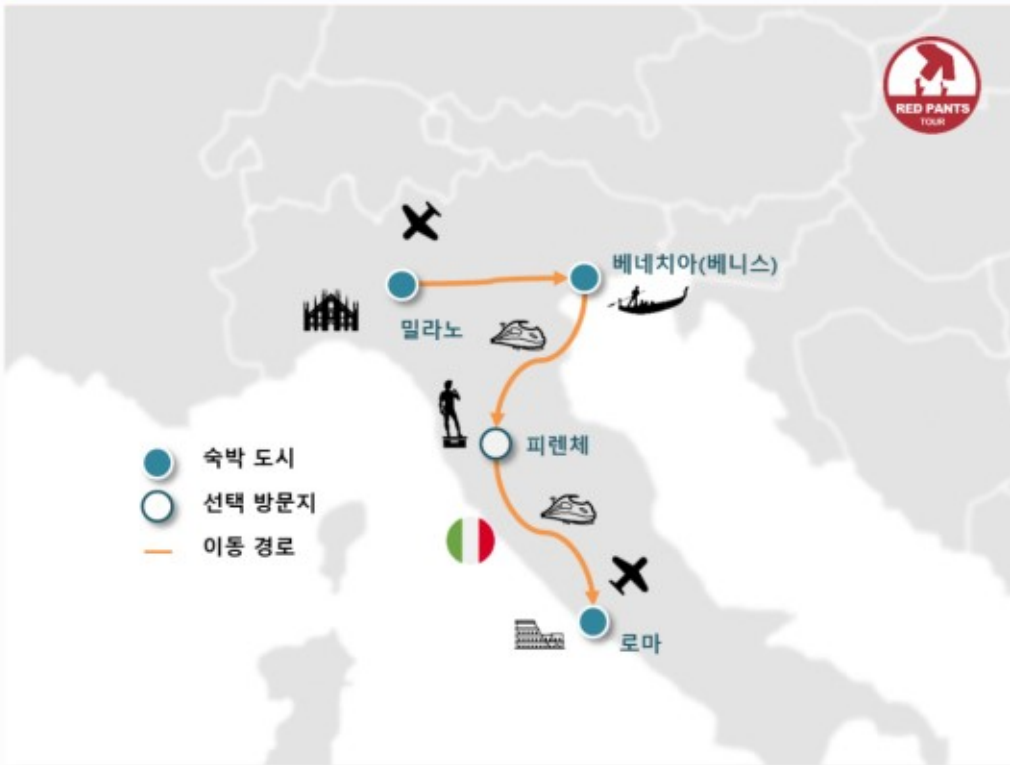 RED PANTS
TOUR
베네치아(베니스)
밀라노
피렌체
숙박 도시
선택 방문지
이동 경로
로마